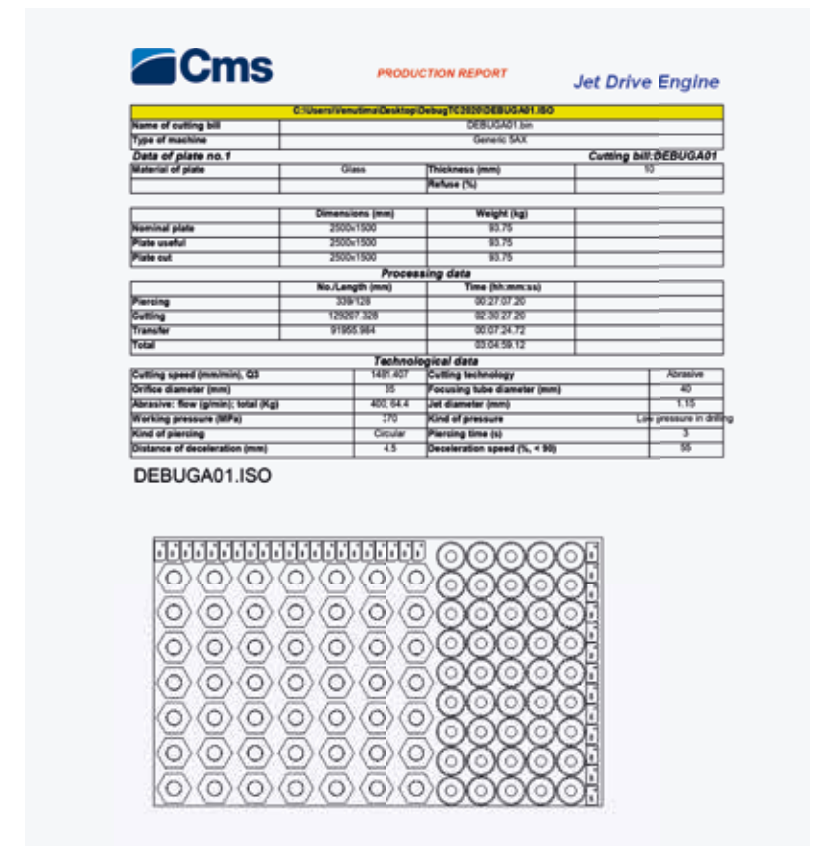 Cms
PRODUCTION REPORT
Jet Drive Engine
C:\Users\Venutima\Desktop\DebugTC2020\DEBUGA01.ISO
Name of cutting bill DEBUGA01.bin
Type of machine Generic 5AX
Data of plate no.1 Cutting bill:DEBUGA01
Material of plate Glass Thickness (mm) 10
Refuse (%)
Dimensions (mm) Weight (kg)
Nominal plate 2500x1500 93.75
Plate useful 2500x1500 93.75
Plate cut 2500x1500 93.75
Processing data
No./Length (mm) Time (hh:mm:ss)
Piercing 339/128 00:27:07.20
Cutting 129207.328 02:30:27.20
Transfer 91955.984 00:07:24.72
Total 03:04:59.12
Technological data
Cutting speed (mm/min), Q3 1481.407 Cutting technology Abrasive
Orifice diameter (mm) Focusing tube diameter (mm) 40
Abrasive: flow (g/min); total (Kg) 400; 64.4 Jet diameter (mm) 1.15
Working pressure (MPa) Kind of pressure Low pressure in drilling
Kind of piercing Circular Piercing time (s) 3
Distance of deceleration (mm) Deceleration speed (%, < 90) 55
DEBUGA01.ISO